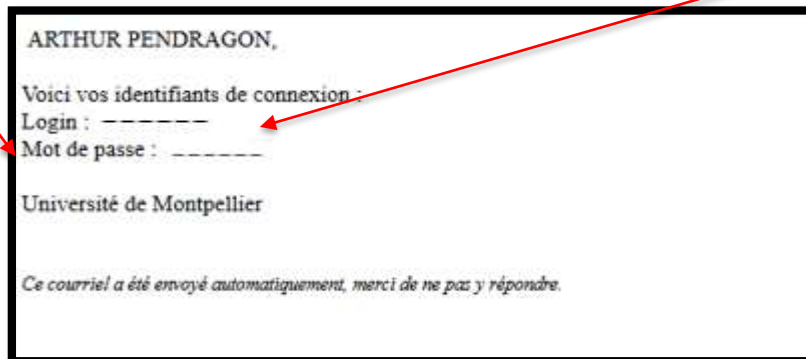 ARTHUR PENDRAGON,
Voici vos identifiants de connexion :
Login : ------
Mot de passe : ------
Université de Montpellier
Ce courriel a été envoyé automatiquement, merci de ne pas y répondre.